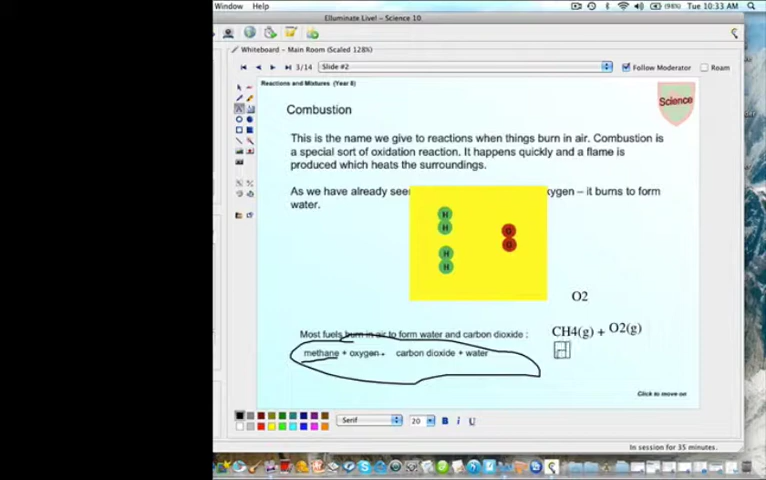 Window Help
(98%) Tue 10:33 AM
Elluminate Live! – Science 10
Whiteboard - Main Room (Scaled 128%)
3/14 Slide #2 Follow Moderator Roam
Reactions and Mixtures (Year 8)
Science
Combustion
This is the name we give to reactions when things burn in air. Combustion is
a special sort of oxidation reaction. It happens quickly and a flame is
produced which heats the surroundings.
As we have already seen xygen – it burns to form
water.
H
H
O
O
H
H
O2
Most fuels burn in air to form water and carbon dioxide :
CH4(g) + O2(g)
methane + oxygen carbon dioxide + water
Click to move on
Serif 20 B i U
In session for 35 minutes.